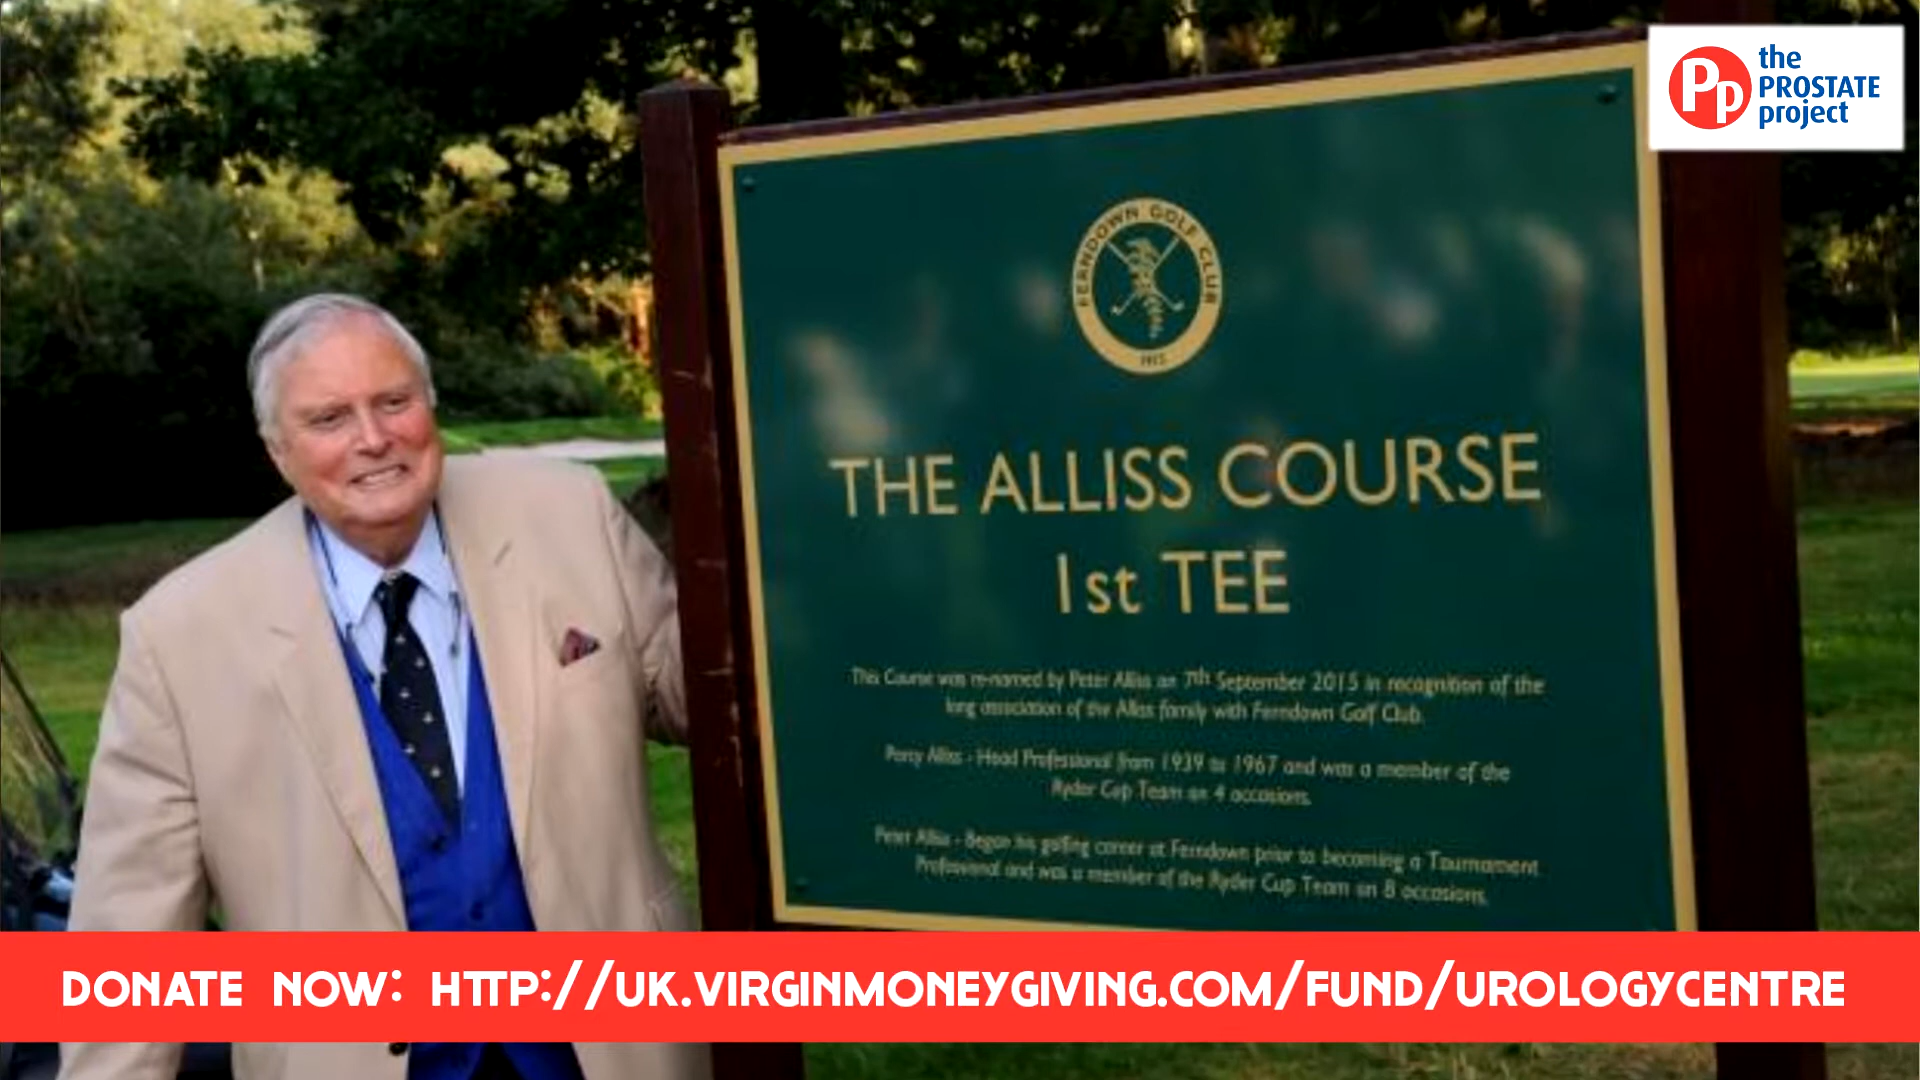 the
PROSTATE
project
Pp
FERNDOWN GOLF CLUB
THE ALLISS COURSE
1st TEE
This Course was re-named by Peter Alliss on 7th September 2015 in recognition of the
long association of the Alliss family with Ferndown Golf Club.
Percy Alliss - Head Professional from 1939 to 1967 and was a member of the
Ryder Cup Team on 4 occasions.
Peter Alliss - Began his golfing career at Ferndown prior to becoming a Tournament
Professional and was a member of the Ryder Cup Team on 8 occasions.
DONATE NOW: HTTP://UK.VIRGINMONEYGIVING.COM/FUND/UROLOGYCENTRE